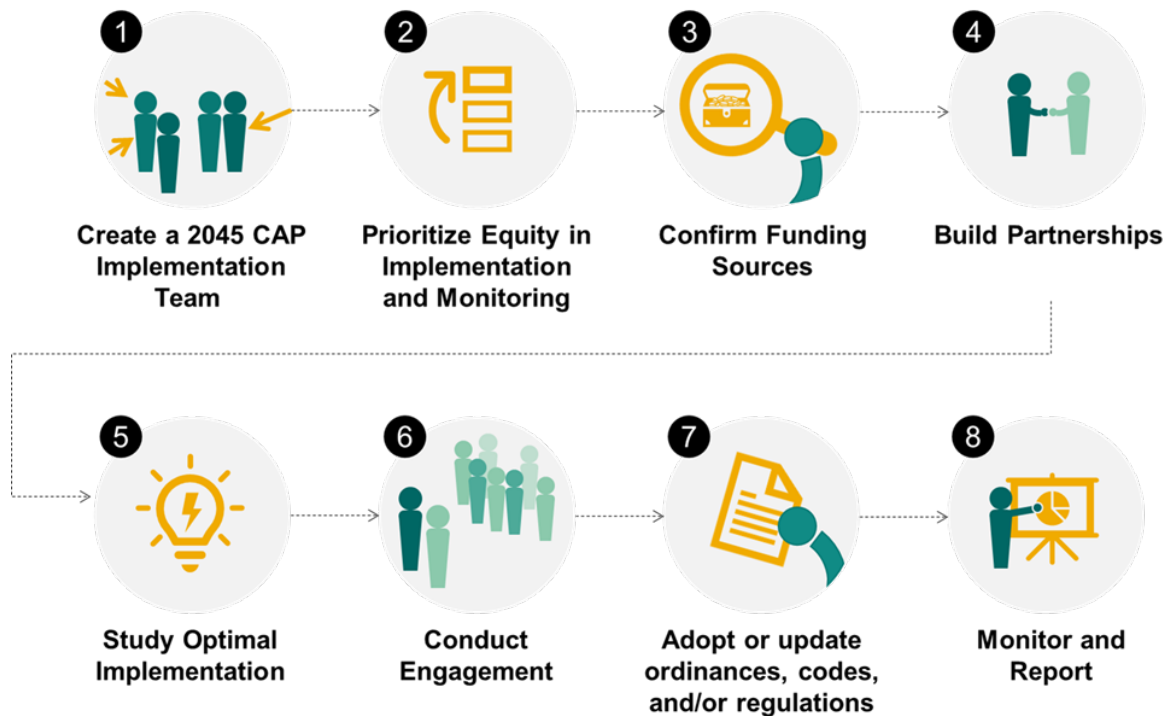 1
Create a 2045 CAP
Implementation
Team
2
Prioritize Equity in
Implementation
and Monitoring
3
Confirm Funding
Sources
4
Build Partnerships
5
Study Optimal
Implementation
6
Conduct
Engagement
7
Adopt or update
ordinances, codes,
and/or regulations
8
Monitor and
Report